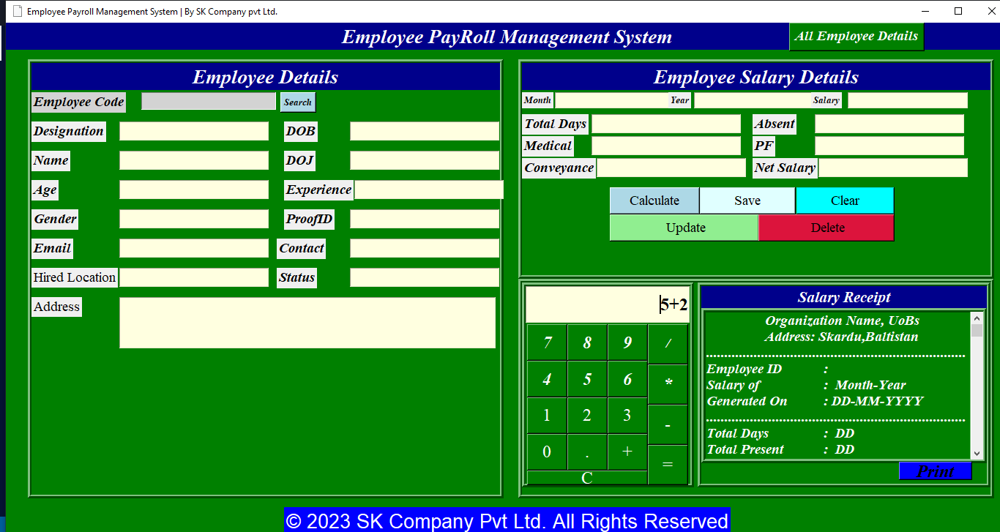 Employee Payroll Management System | By SK Company pvt Ltd.
Employee PayRoll Management System
All Employee Details
Employee Details
Employee Code
Search
Designation
DOB
Name
DOJ
Age
Experience
Gender
ProofID
Email
Contact
Hired Location
Status
Address
Employee Salary Details
Month
Year
Salary
Total Days
Absent
Medical
PF
Conveyance
Net Salary
Calculate
Save
Clear
Update
Delete
5+2
7 8 9 /
4 5 6 *
1 2 3 -
0 . + =
C
Salary Receipt
Organization Name, UoBs
Address: Skardu,Baltistan
Employee ID :
Salary of : Month-Year
Generated On : DD-MM-YYYY
Total Days : DD
Total Present : DD
Print
© 2023 SK Company Pvt Ltd. All Rights Reserved